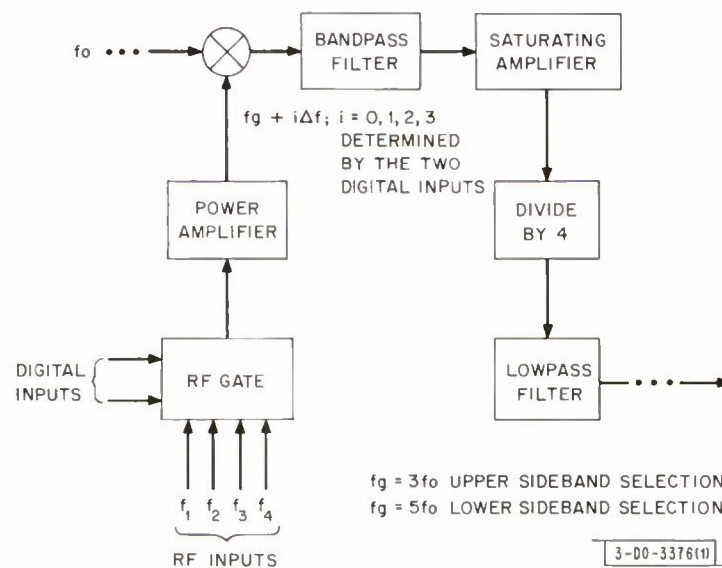 fo
BANDPASS
FILTER
SATURATING
AMPLIFIER
fg + iΔf; i = 0, 1, 2, 3
DETERMINED
BY THE TWO
DIGITAL INPUTS
POWER
AMPLIFIER
DIVIDE
BY 4
DIGITAL
INPUTS
RF GATE
LOWPASS
FILTER
f1 f2 f3 f4
RF INPUTS
fg = 3fo UPPER SIDEBAND SELECTION
fg = 5fo LOWER SIDEBAND SELECTION
3-DO-3376(1)